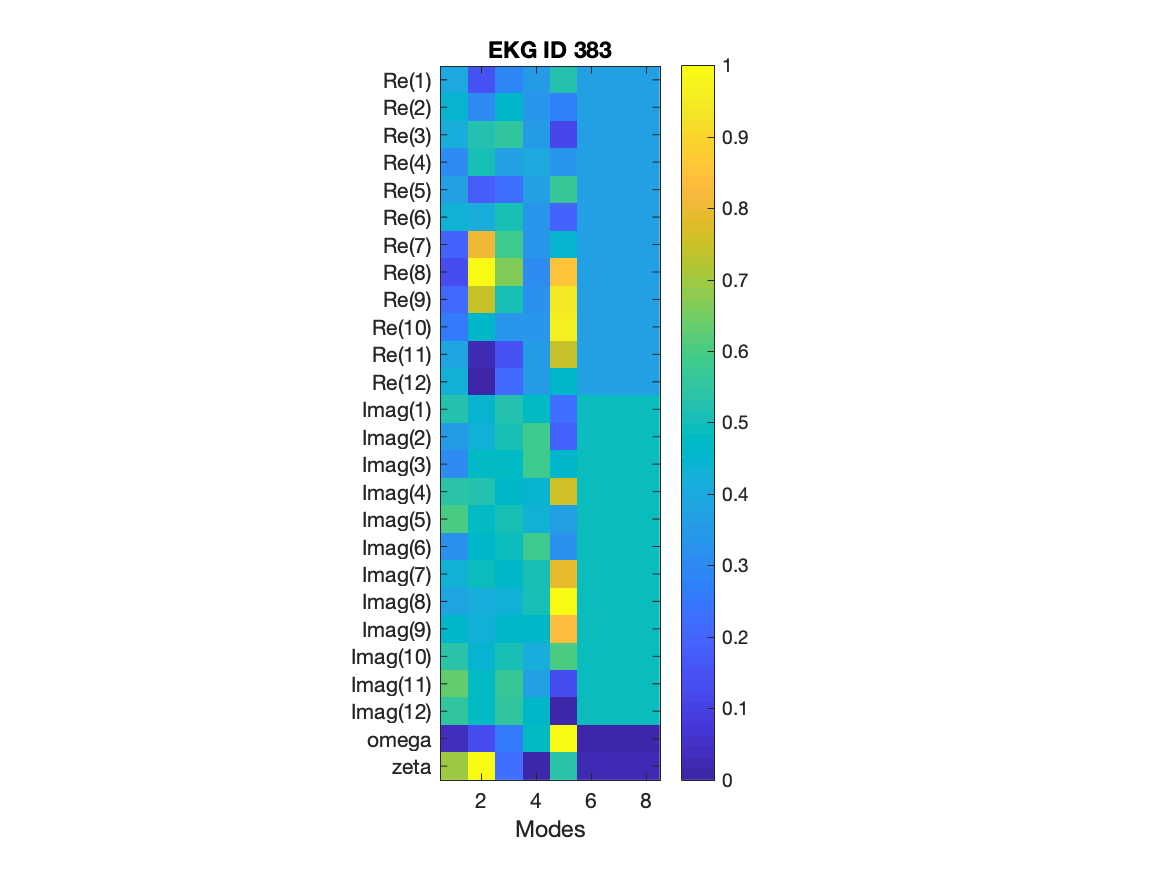 EKG ID 383
Re(1)
Re(2)
Re(3)
Re(4)
Re(5)
Re(6)
Re(7)
Re(8)
Re(9)
Re(10)
Re(11)
Re(12)
Imag(1)
Imag(2)
Imag(3)
Imag(4)
Imag(5)
Imag(6)
Imag(7)
Imag(8)
Imag(9)
Imag(10)
Imag(11)
Imag(12)
omega
zeta
2 4 6 8
Modes
1
0.9
0.8
0.7
0.6
0.5
0.4
0.3
0.2
0.1
0